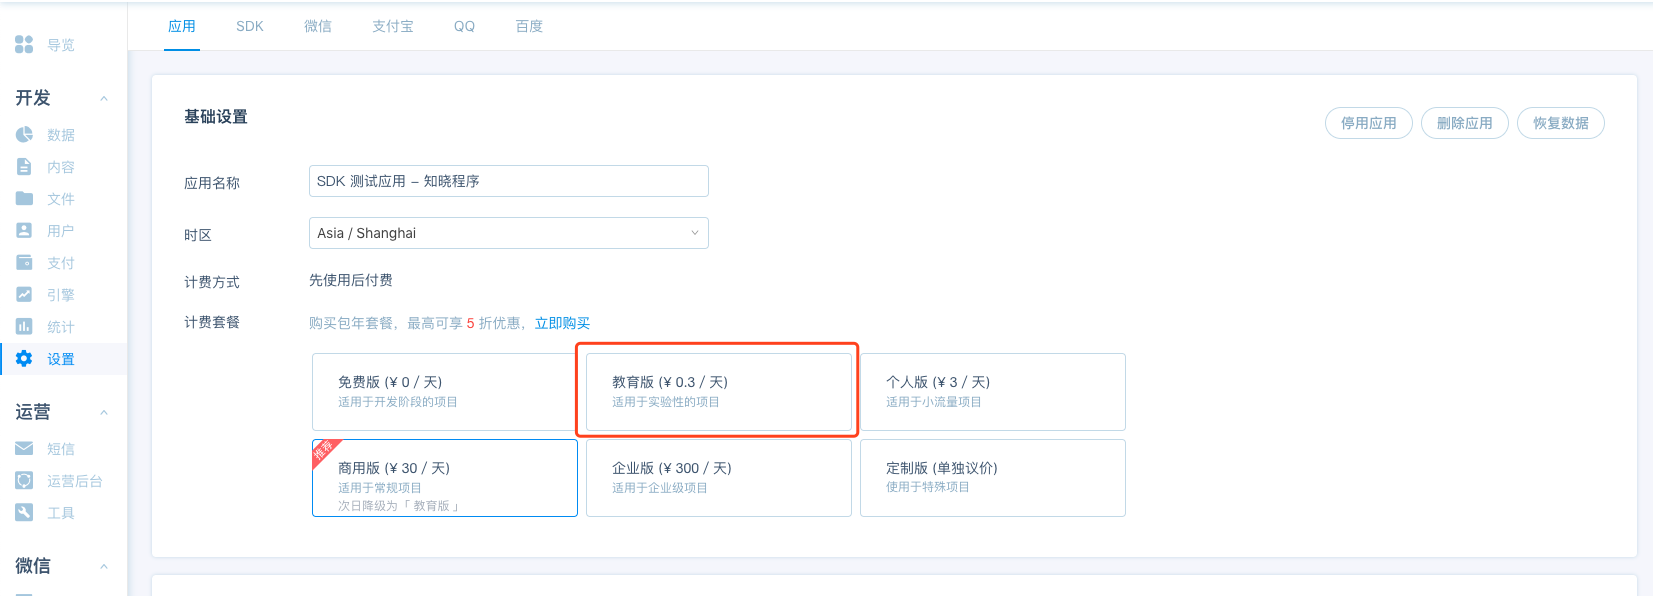 应用 SDK 微信 支付宝 QQ 百度
导览
开发
数据
内容
文件
用户
支付
引擎
统计
设置
运营
短信
运营后台
工具
微信
基础设置
停用应用 删除应用 恢复数据
应用名称 SDK 测试应用 – 知晓程序
时区 Asia / Shanghai
计费方式 先使用后付费
计费套餐 购买包年套餐，最高可享 5 折优惠，立即购买
免费版 (¥ 0 / 天)
适用于开发阶段的项目
教育版 (¥ 0.3 / 天)
适用于实验性的项目
个人版 (¥ 3 / 天)
适用于小流量项目
推荐
商用版 (¥ 30 / 天)
适用于常规项目
次日降级为「 教育版 」
企业版 (¥ 300 / 天)
适用于企业级项目
定制版 (单独议价)
使用于特殊项目